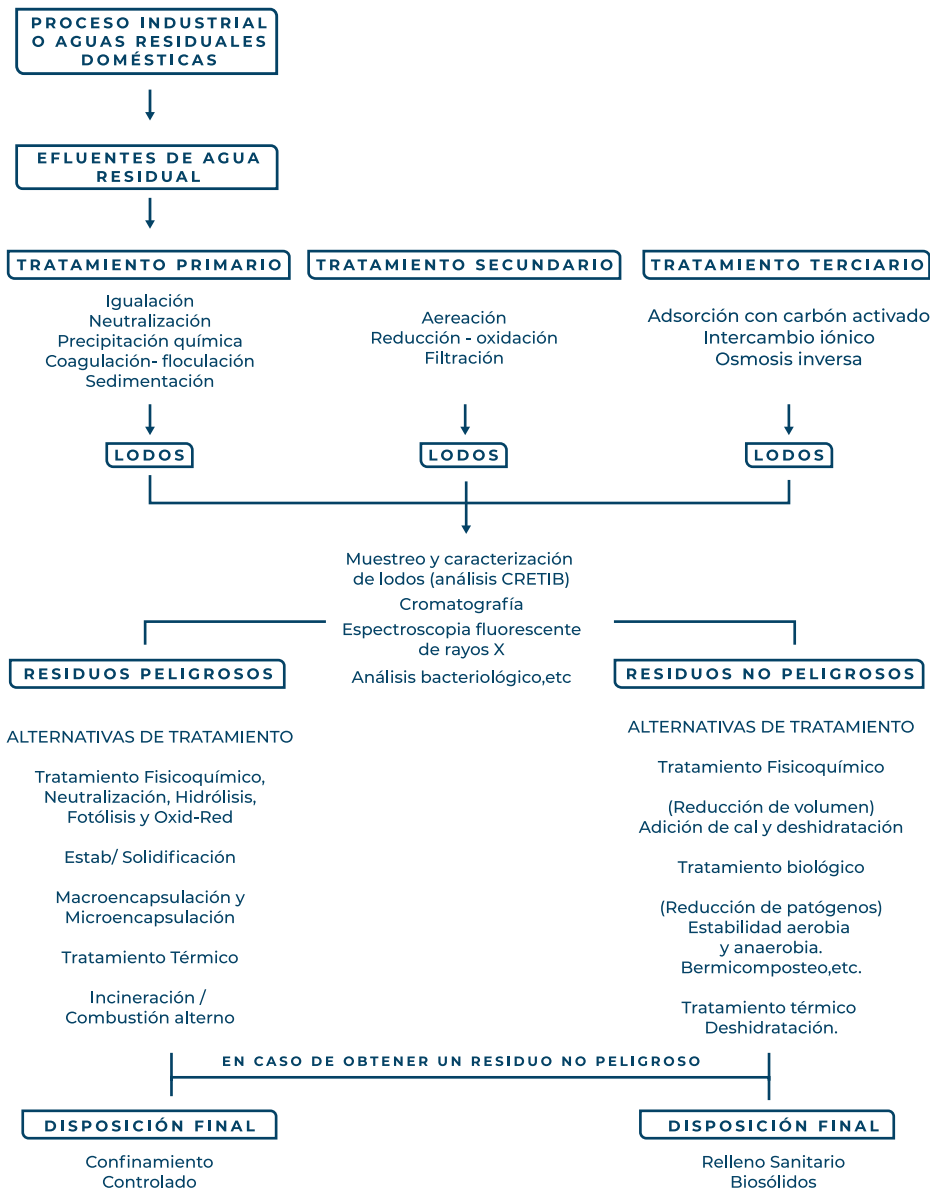 PROCESO INDUSTRIAL
O AGUAS RESIDUALES
DOMÉSTICAS
EFLUENTES DE AGUA
RESIDUAL
TRATAMIENTO PRIMARIO
Igualación
Neutralización
Precipitación química
Coagulación- floculación
Sedimentación
LODOS
TRATAMIENTO SECUNDARIO
Aereación
Reducción - oxidación
Filtración
LODOS
TRATAMIENTO TERCIARIO
Adsorción con carbón activado
Intercambio iónico
Osmosis inversa
LODOS
Muestreo y caracterización
de lodos (análisis CRETIB)
Cromatografía
Espectroscopia fluorescente
de rayos X
Análisis bacteriológico,etc
RESIDUOS PELIGROSOS
ALTERNATIVAS DE TRATAMIENTO
Tratamiento Fisicoquímico,
Neutralización, Hidrólisis,
Fotólisis y Oxid-Red
Estab/ Solidificación
Macroencapsulación y
Microencapsulación
Tratamiento Térmico
Incineración /
Combustión alterno
RESIDUOS NO PELIGROSOS
ALTERNATIVAS DE TRATAMIENTO
Tratamiento Fisicoquímico
(Reducción de volumen)
Adición de cal y deshidratación
Tratamiento biológico
(Reducción de patógenos)
Estabilidad aerobia
y anaerobia.
Bermicomposteo,etc.
Tratamiento térmico
Deshidratación.
EN CASO DE OBTENER UN RESIDUO NO PELIGROSO
DISPOSICIÓN FINAL
Confinamiento
Controlado
DISPOSICIÓN FINAL
Relleno Sanitario
Biosólidos